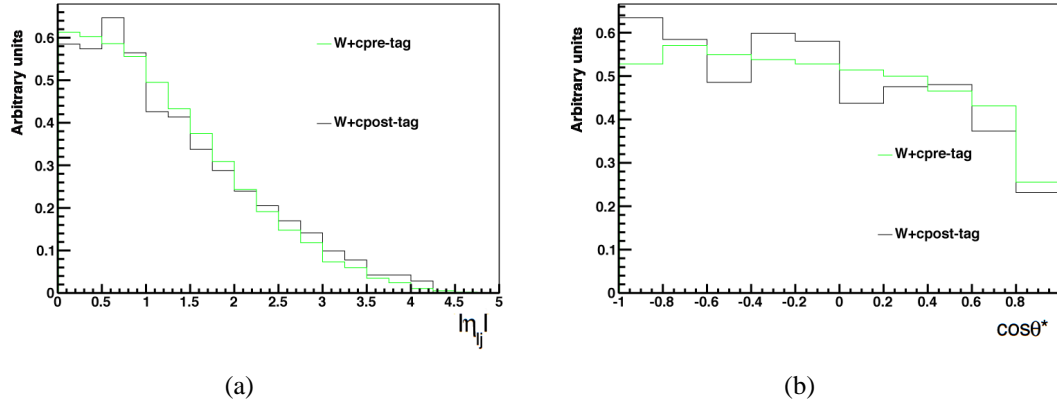 Arbitrary units
0.6
0.5
0.4
0.3
0.2
0.1
0
W+cpre-tag
W+cpost-tag
0 0.5 1 1.5 2 2.5 3 3.5 4 4.5 5
|η_lj|
(a)
Arbitrary units
0.6
0.5
0.4
0.3
0.2
0.1
0
W+cpre-tag
W+cpost-tag
-1 -0.8 -0.6 -0.4 -0.2 0 0.2 0.4 0.6 0.8
cosθ*
(b)